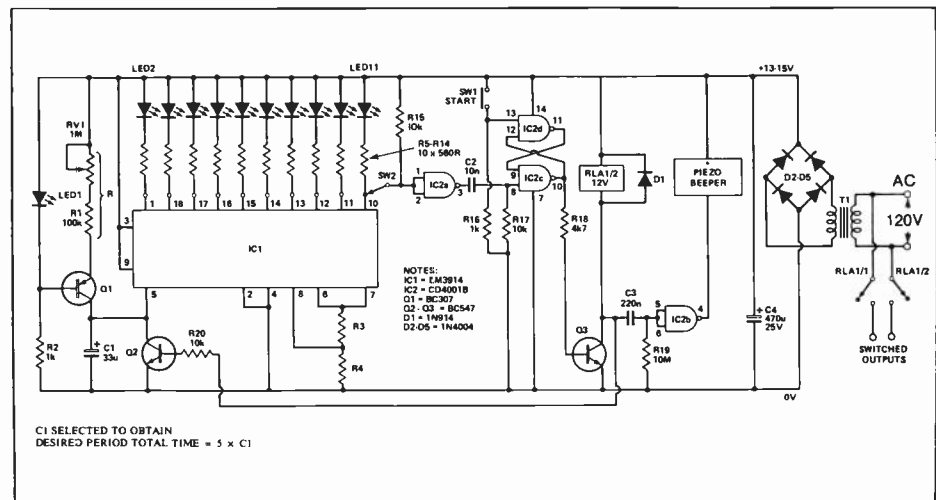 LED2
LED11
+13-15V
RV1
1M
R
LED1
R1
100k
Q1
R2
1k
C1
33u
Q2
R20
10k
1
18
17
16
15
14
13
12
11
10
3
9
IC1
5
2
4
8
6
7
R3
R4
R5-R14
10 x 560R
SW2
R15
10k
1
2
IC2a
3
C2
10n
SW1
START
13
12
14
IC2d
11
9
8
IC2c
10
7
R16
1k
R17
10k
R18
4k7
RLA1/2
12V
D1
+
PIEZO
BEEPER
Q3
C3
220n
5
6
IC2b
4
R19
10M
+
C4
470u
25V
D2-D5
T1
AC
120V
RLA1/1
RLA1/2
SWITCHED
OUTPUTS
0V
NOTES:
IC1 = EM3914
IC2 = CD4001B
Q1 = BC307
Q2 - Q3 = BC547
D1 = 1N914
D2-D5 = 1N4004
C1 SELECTED TO OBTAIN
DESIRED PERIOD TOTAL TIME = 5 x C1